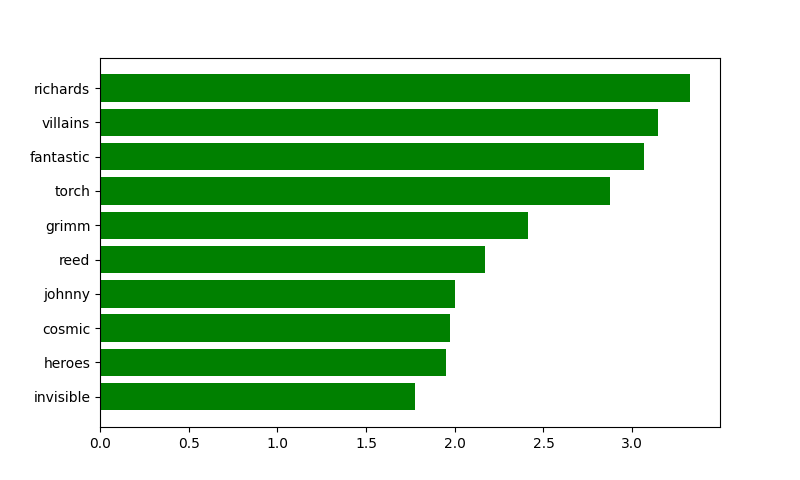 richards
villains
fantastic
torch
grimm
reed
johnny
cosmic
heroes
invisible
0.0 0.5 1.0 1.5 2.0 2.5 3.0